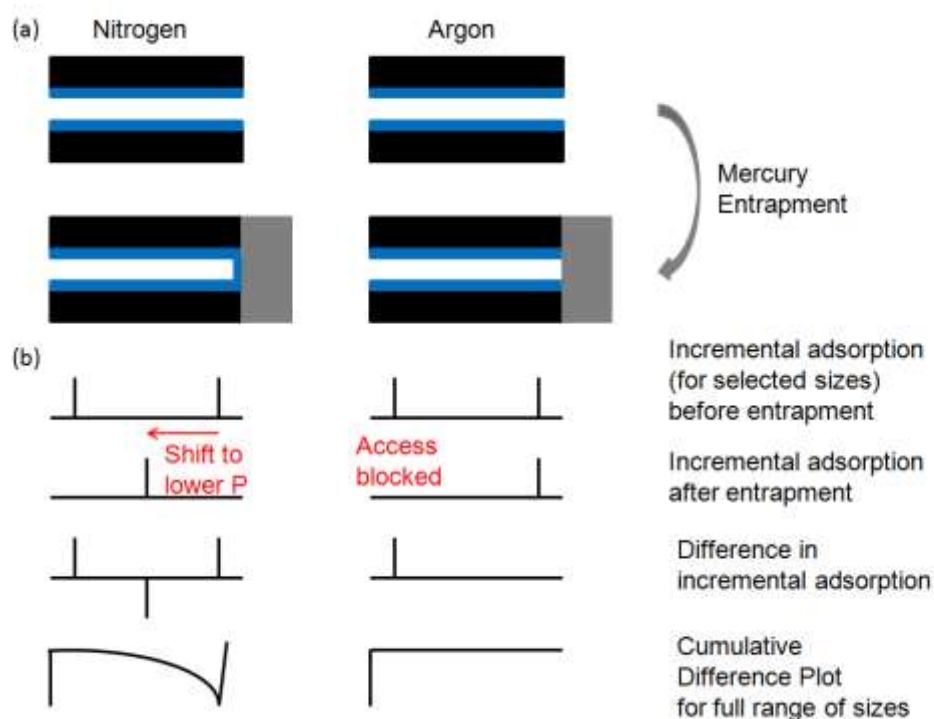 (a)
Nitrogen
Argon
Mercury
Entrapment
(b)
Incremental adsorption
(for selected sizes)
before entrapment
Shift to
lower P
Access
blocked
Incremental adsorption
after entrapment
Difference in
incremental adsorption
Cumulative
Difference Plot
for full range of sizes